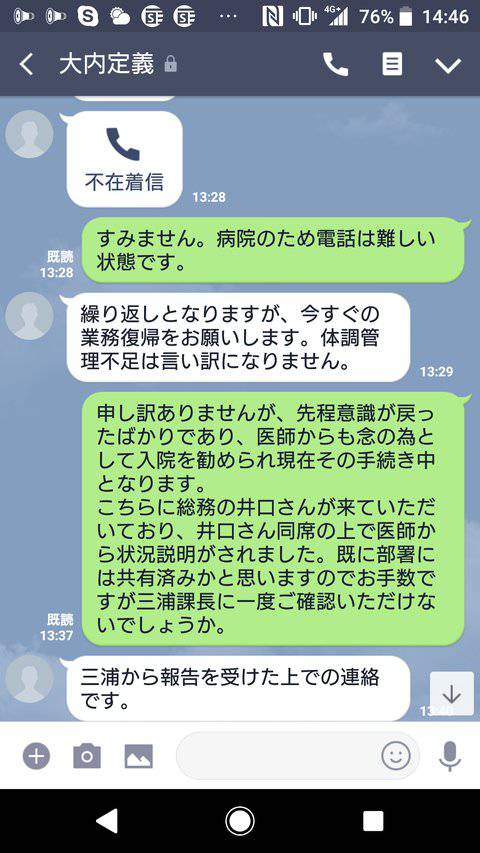 4G+
76%
14:46
大内定義
不在着信
13:28
すみません。病院のため電話は難しい
状態です。
既読
13:28
繰り返しとなりますが、今すぐの
業務復帰をお願いします。体調管
理不足は言い訳になりません。
13:29
申し訳ありませんが、先程意識が戻っ
たばかりであり、医師からも念の為と
して入院を勧められ現在その手続き中
となります。
こちらに総務の井口さんが来ていただ
いており、井口さん同席の上で医師か
ら状況説明がされました。既に部署に
は共有済みかと思いますのでお手数で
すが三浦課長に一度ご確認いただけな
いでしょうか。
既読
13:37
三浦から報告を受けた上での連絡
です。
13:40